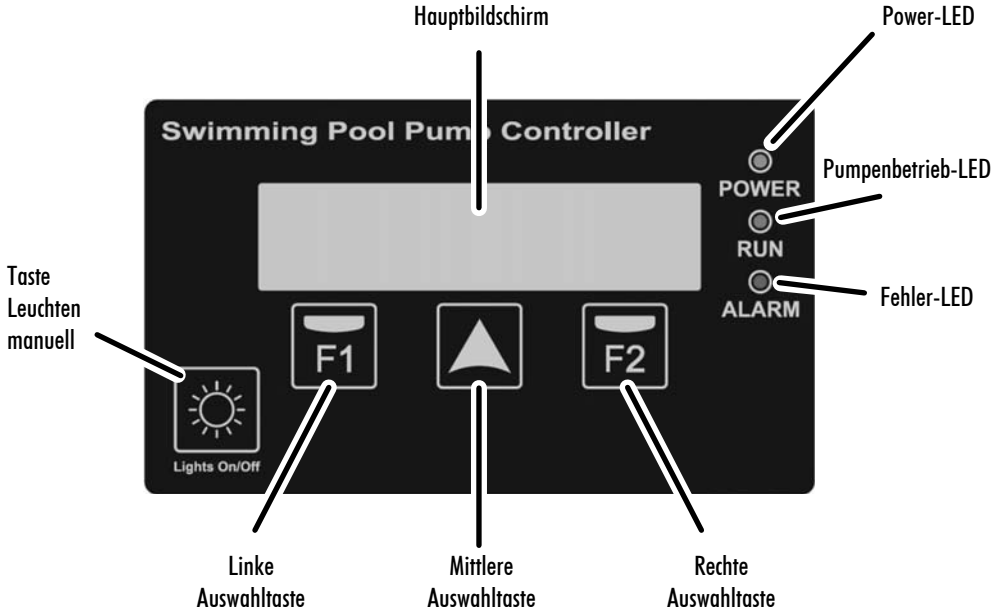 Hauptbildschirm
Power-LED
Swimming Pool Pump Controller
POWER
Pumpenbetrieb-LED
RUN
Taste
Leuchten
manuell
Fehler-LED
ALARM
F1
F2
Lights On/Off
Linke
Auswahltaste
Mittlere
Auswahltaste
Rechte
Auswahltaste